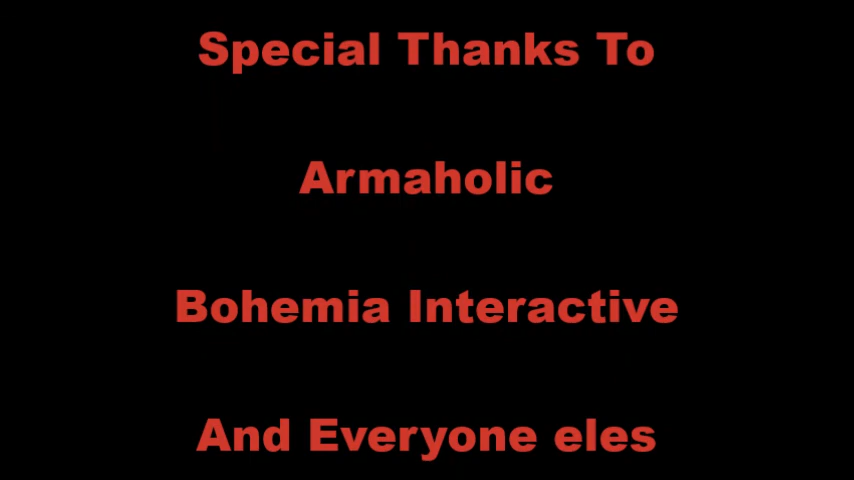 Special Thanks To
Armaholic
Bohemia Interactive
And Everyone eles